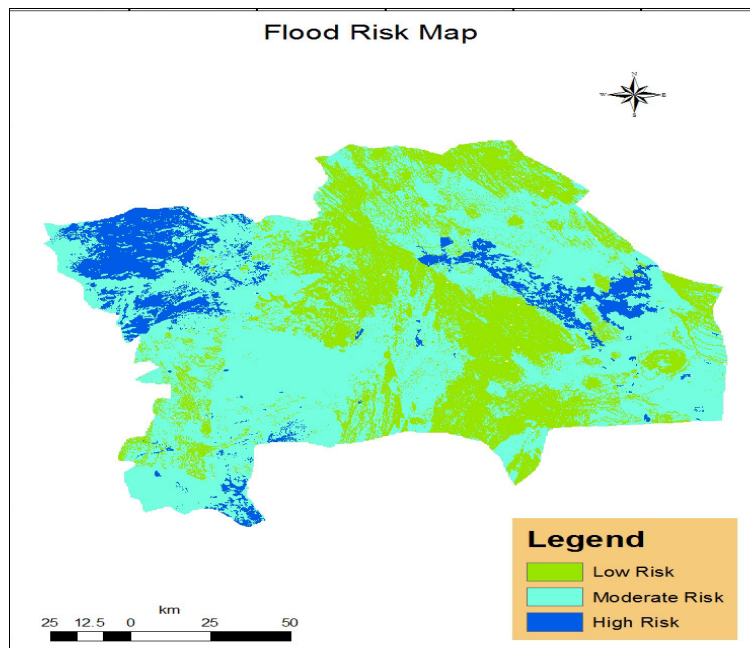 Flood Risk Map
N
W E
S
Legend
Low Risk
Moderate Risk
High Risk
km
25 12.5 0 25 50